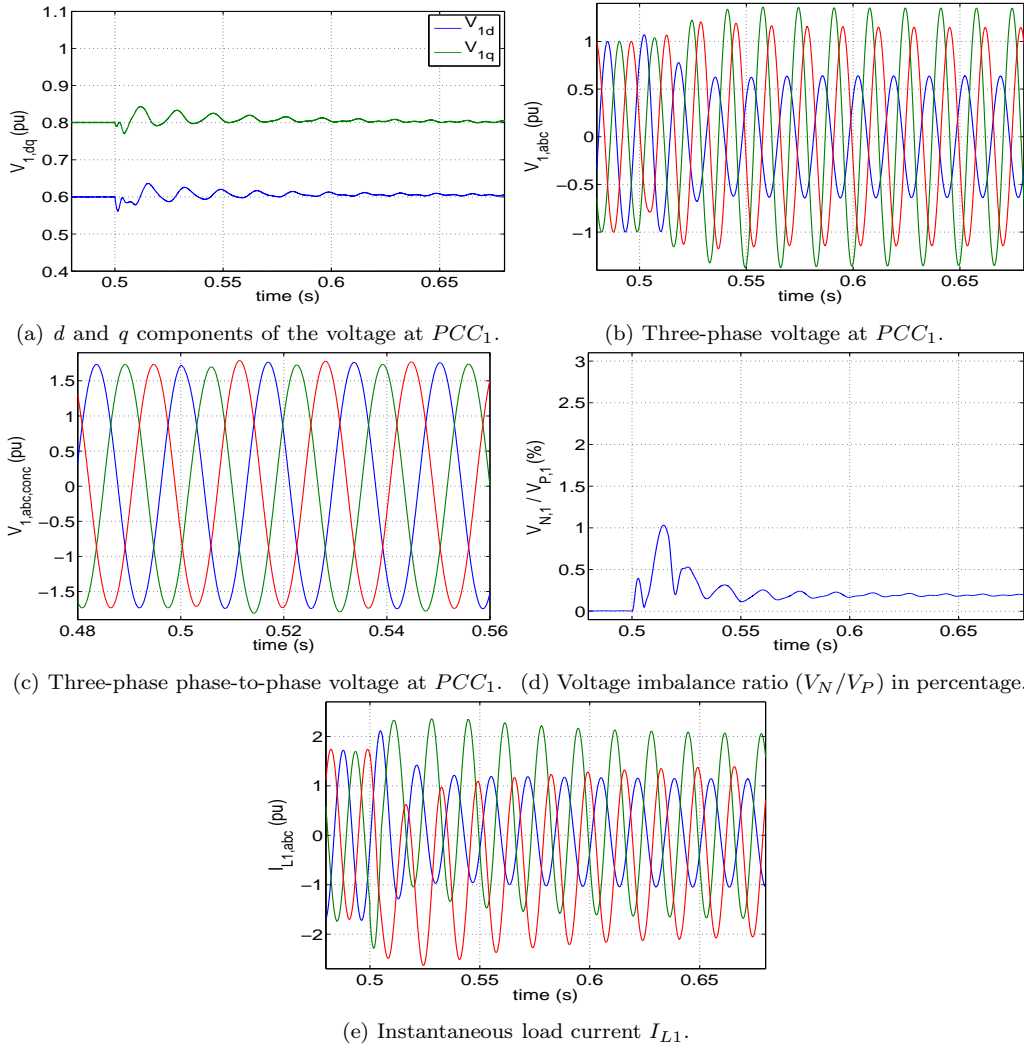 1.1
1
0.9
0.8
0.7
0.6
0.5
0.4
0.5 0.55 0.6 0.65
time (s)
V1,dq (pu)
V1d
V1q
(a) d and q components of the voltage at PCC1.
1
0.5
0
−0.5
−1
0.5 0.55 0.6 0.65
time (s)
V1,abc (pu)
(b) Three-phase voltage at PCC1.
1.5
1
0.5
0
−0.5
−1
−1.5
0.48 0.5 0.52 0.54 0.56
time (s)
V1,abc,conc (pu)
(c) Three-phase phase-to-phase voltage at PCC1.
3
2.5
2
1.5
1
0.5
0
0.5 0.55 0.6 0.65
time (s)
VN,1 / VP,1 (%)
(d) Voltage imbalance ratio (VN/VP) in percentage.
2
1
0
−1
−2
0.5 0.55 0.6 0.65
time (s)
IL1,abc (pu)
(e) Instantaneous load current IL1.